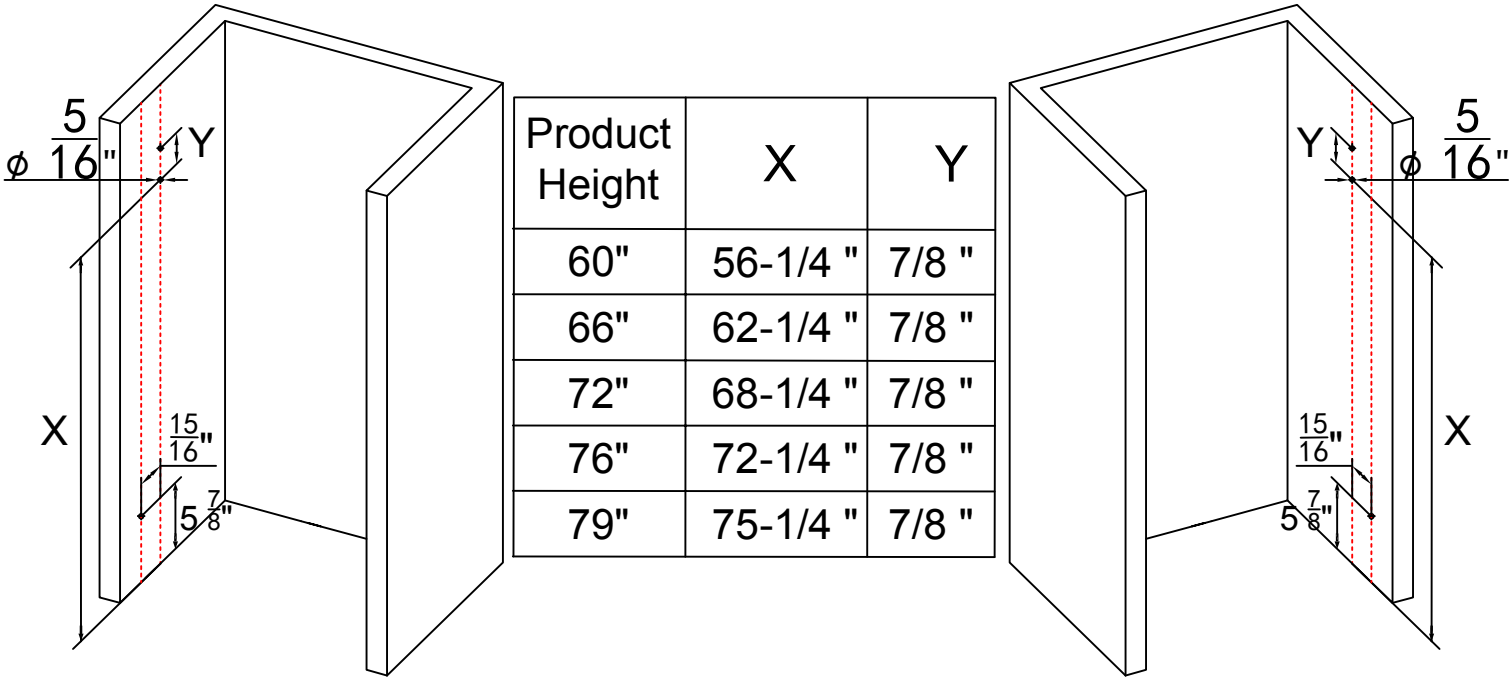 ϕ 5/16"
Y
X
15/16"
5 7/8"
Product Height X Y
60" 56-1/4 " 7/8 "
66" 62-1/4 " 7/8 "
72" 68-1/4 " 7/8 "
76" 72-1/4 " 7/8 "
79" 75-1/4 " 7/8 "
Y
ϕ 5/16"
15/16"
X
5 7/8"